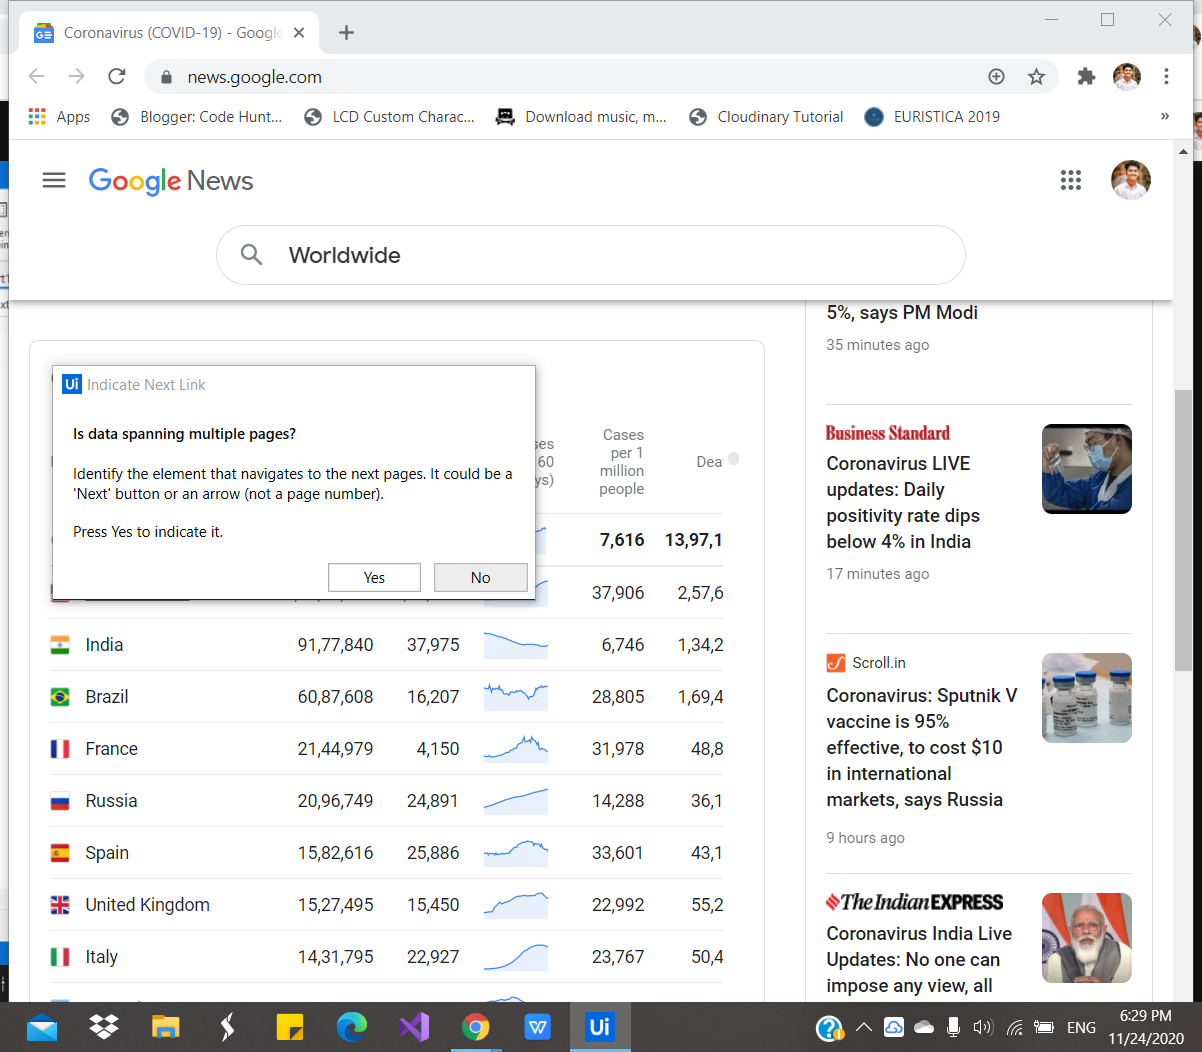 Coronavirus (COVID-19) - Google
news.google.com
Apps
Blogger: Code Hunt...
LCD Custom Charac...
Download music, m...
Cloudinary Tutorial
EURISTICA 2019
»
Google News
Worldwide
5%, says PM Modi
35 minutes ago
Ui Indicate Next Link
Is data spanning multiple pages?
Identify the element that navigates to the next pages. It could be a
'Next' button or an arrow (not a page number).
Press Yes to indicate it.
Yes
No
Cases
per 1
million
people
Dea
7,616 13,97,1
37,906 2,57,6
India 91,77,840 37,975 6,746 1,34,2
Brazil 60,87,608 16,207 28,805 1,69,4
France 21,44,979 4,150 31,978 48,8
Russia 20,96,749 24,891 14,288 36,1
Spain 15,82,616 25,886 33,601 43,1
United Kingdom 15,27,495 15,450 22,992 55,2
Italy 14,31,795 22,927 23,767 50,4
Business Standard
Coronavirus LIVE
updates: Daily
positivity rate dips
below 4% in India
17 minutes ago
Scroll.in
Coronavirus: Sputnik V
vaccine is 95%
effective, to cost $10
in international
markets, says Russia
9 hours ago
The Indian EXPRESS
Coronavirus India Live
Updates: No one can
impose any view, all
Ui
ENG
6:29 PM
11/24/2020